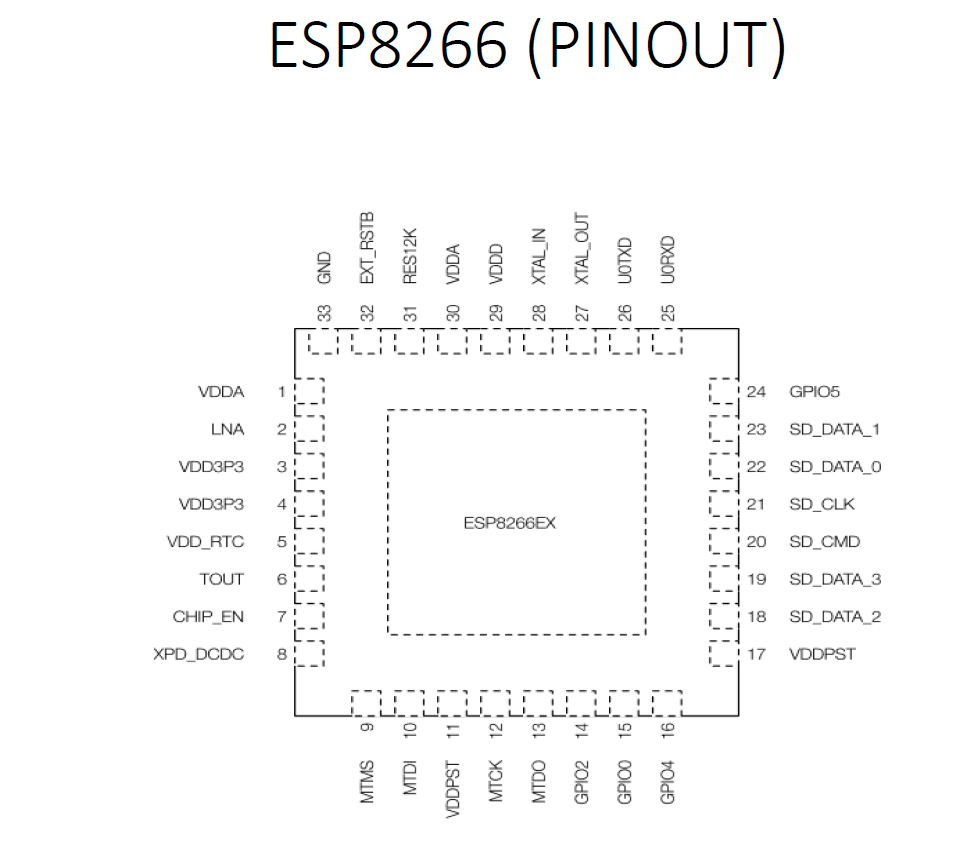 ESP8266 (PINOUT)
GND EXT_RSTB RES12K VDDA VDDD XTAL_IN XTAL_OUT U0TXD U0RXD
33 32 31 30 29 28 27 26 25
VDDA 1 24 GPIO5
LNA 2 23 SD_DATA_1
VDD3P3 3 22 SD_DATA_0
VDD3P3 4 21 SD_CLK
ESP8266EX
VDD_RTC 5 20 SD_CMD
TOUT 6 19 SD_DATA_3
CHIP_EN 7 18 SD_DATA_2
XPD_DCDC 8 17 VDDPST
9 10 11 12 13 14 15 16
MTMS MTDI VDDPST MTCK MTDO GPIO2 GPIO0 GPIO4